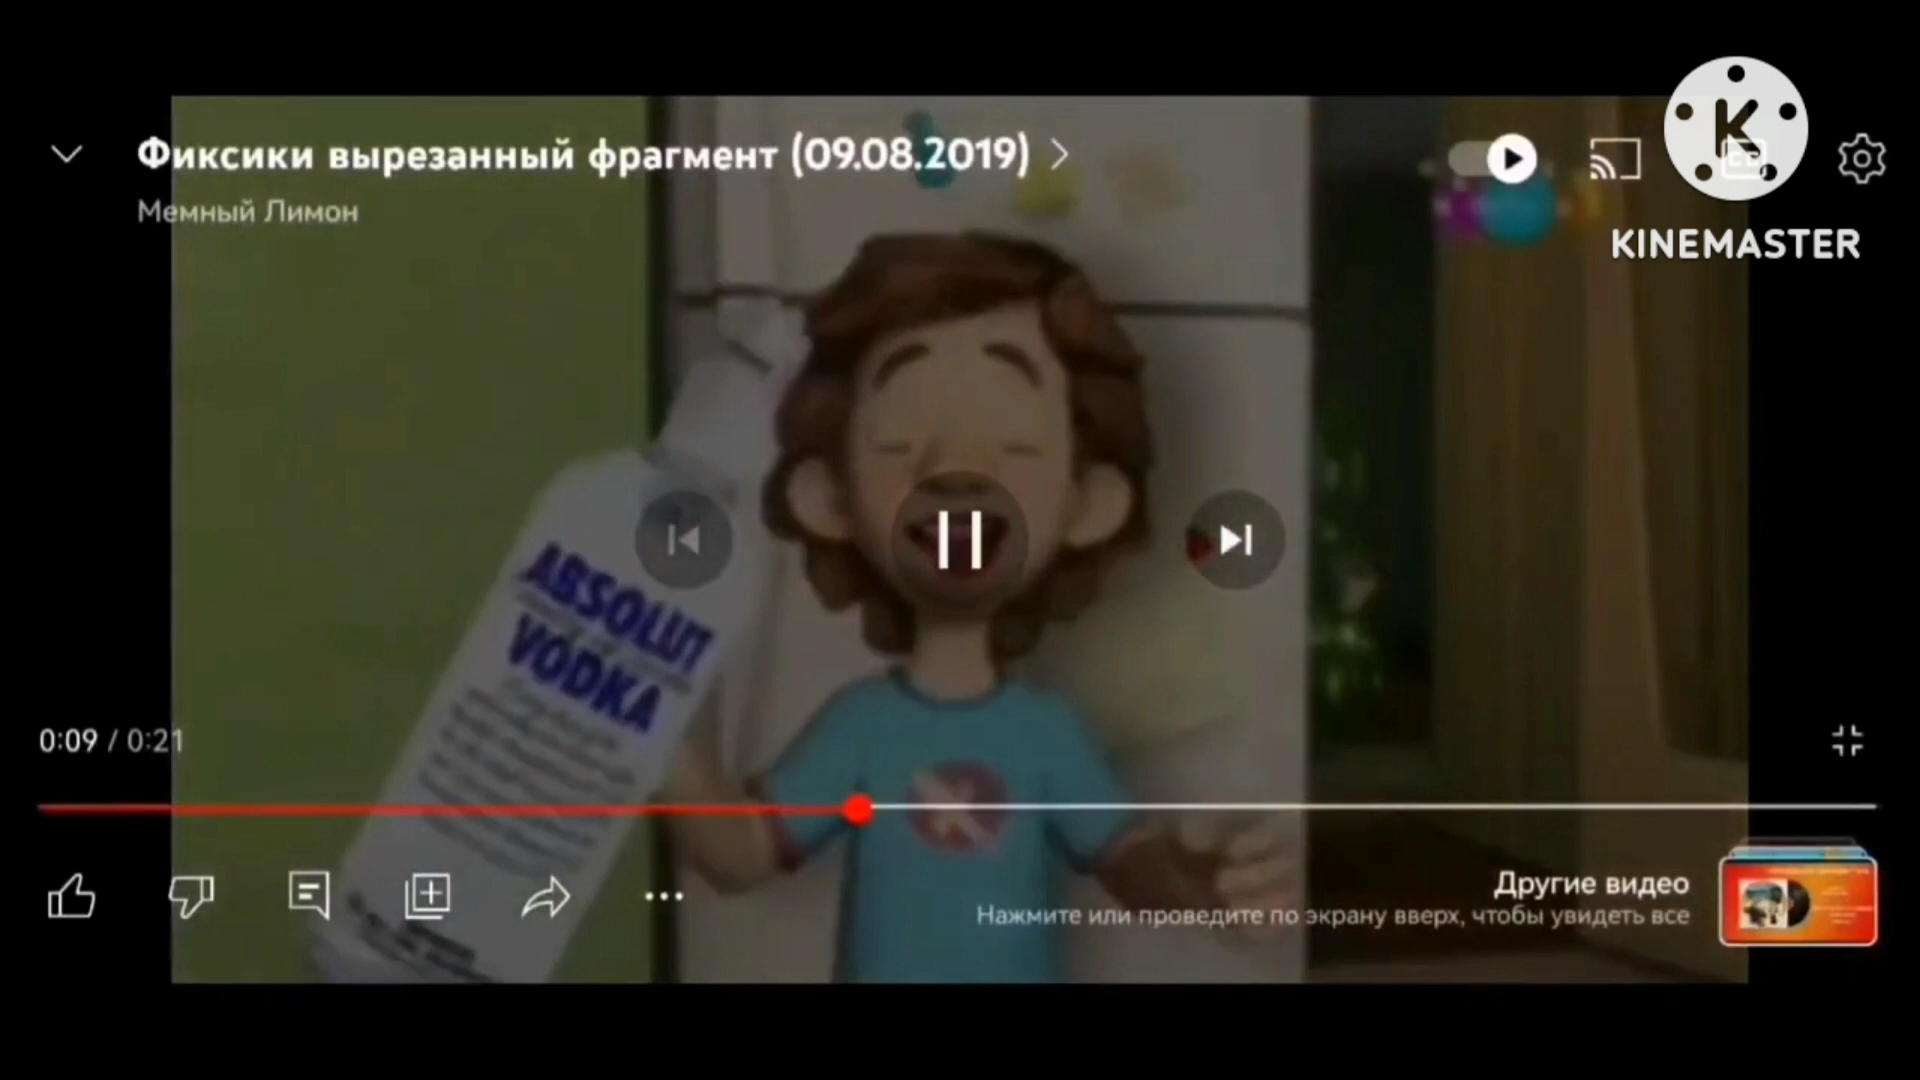 Фиксики вырезанный фрагмент (09.08.2019)
Мемный Лимон
KINEMASTER
ABSOLUT
VODKA
0:09 / 0:21
Другие видео
Нажмите или проведите по экрану вверх, чтобы увидеть все